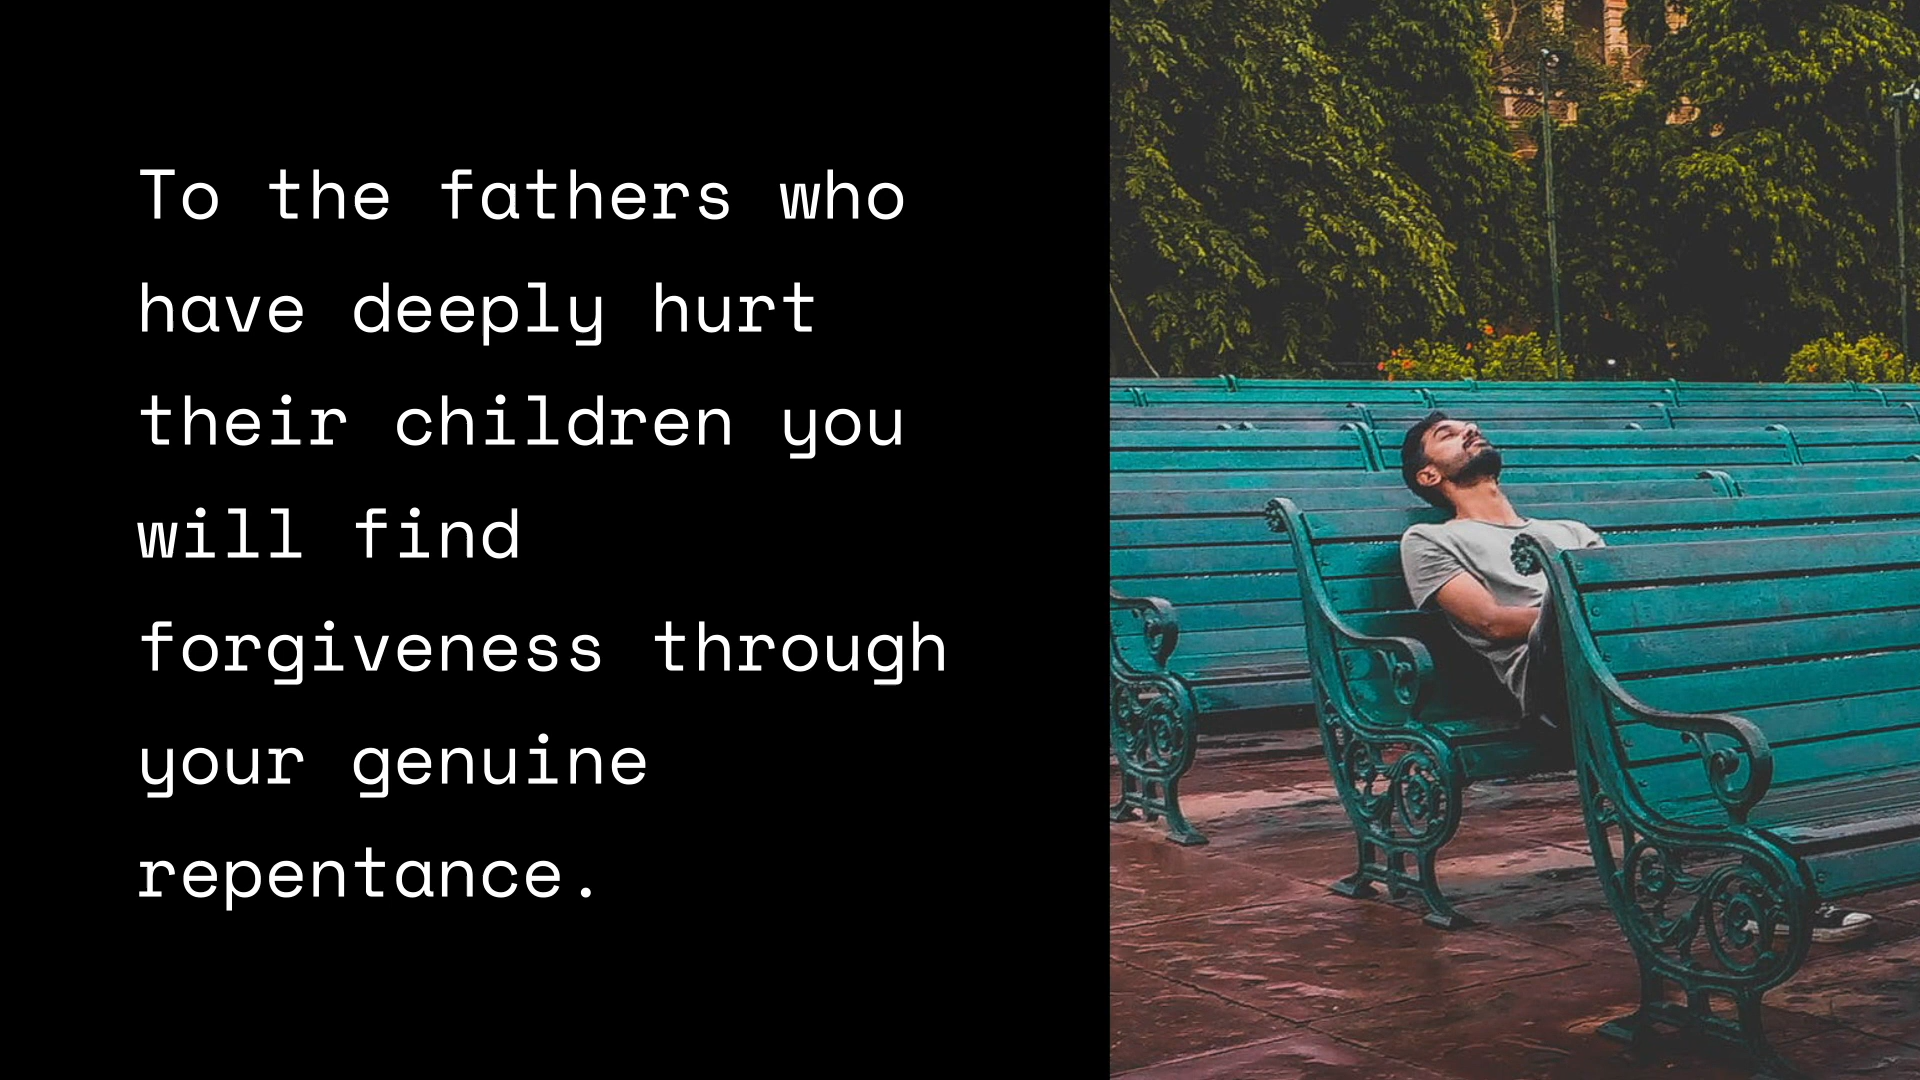 To the fathers who
have deeply hurt
their children you
will find
forgiveness through
your genuine
repentance.